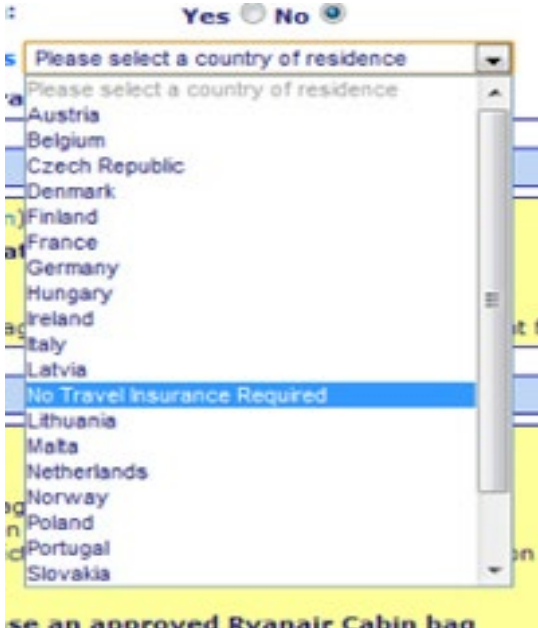 Yes No
Please select a country of residence
Please select a country of residence
Austria
Belgium
Czech Republic
Denmark
Finland
France
Germany
Hungary
Ireland
Italy
Latvia
No Travel Insurance Required
Lithuania
Malta
Netherlands
Norway
Poland
Portugal
Slovakia
an approved Ryanair Cabin bag